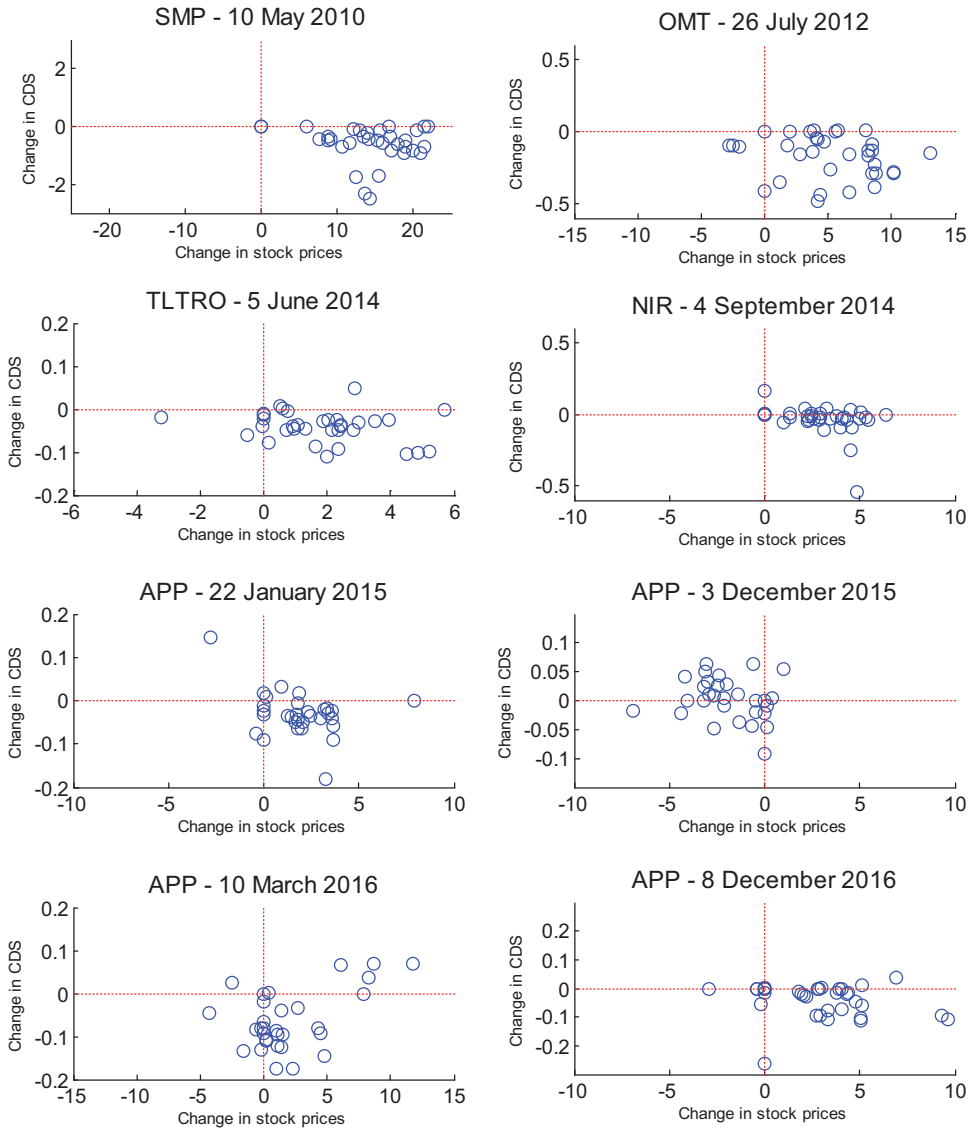 SMP - 10 May 2010
Change in CDS
2
0
-2
-20 -10 0 10 20
Change in stock prices
OMT - 26 July 2012
Change in CDS
0.5
0
-0.5
-15 -10 -5 0 5 10 15
Change in stock prices
TLTRO - 5 June 2014
Change in CDS
0.2
0.1
0
-0.1
-0.2
-6 -4 -2 0 2 4 6
Change in stock prices
NIR - 4 September 2014
Change in CDS
0.5
0
-0.5
-10 -5 0 5 10
Change in stock prices
APP - 22 January 2015
Change in CDS
0.2
0.1
0
-0.1
-0.2
-10 -5 0 5 10
Change in stock prices
APP - 3 December 2015
Change in CDS
0.1
0.05
0
-0.05
-0.1
-10 -5 0 5 10
Change in stock prices
APP - 10 March 2016
Change in CDS
0.2
0.1
0
-0.1
-0.2
-15 -10 -5 0 5 10 15
Change in stock prices
APP - 8 December 2016
Change in CDS
0.2
0.1
0
-0.1
-0.2
-10 -5 0 5 10
Change in stock prices